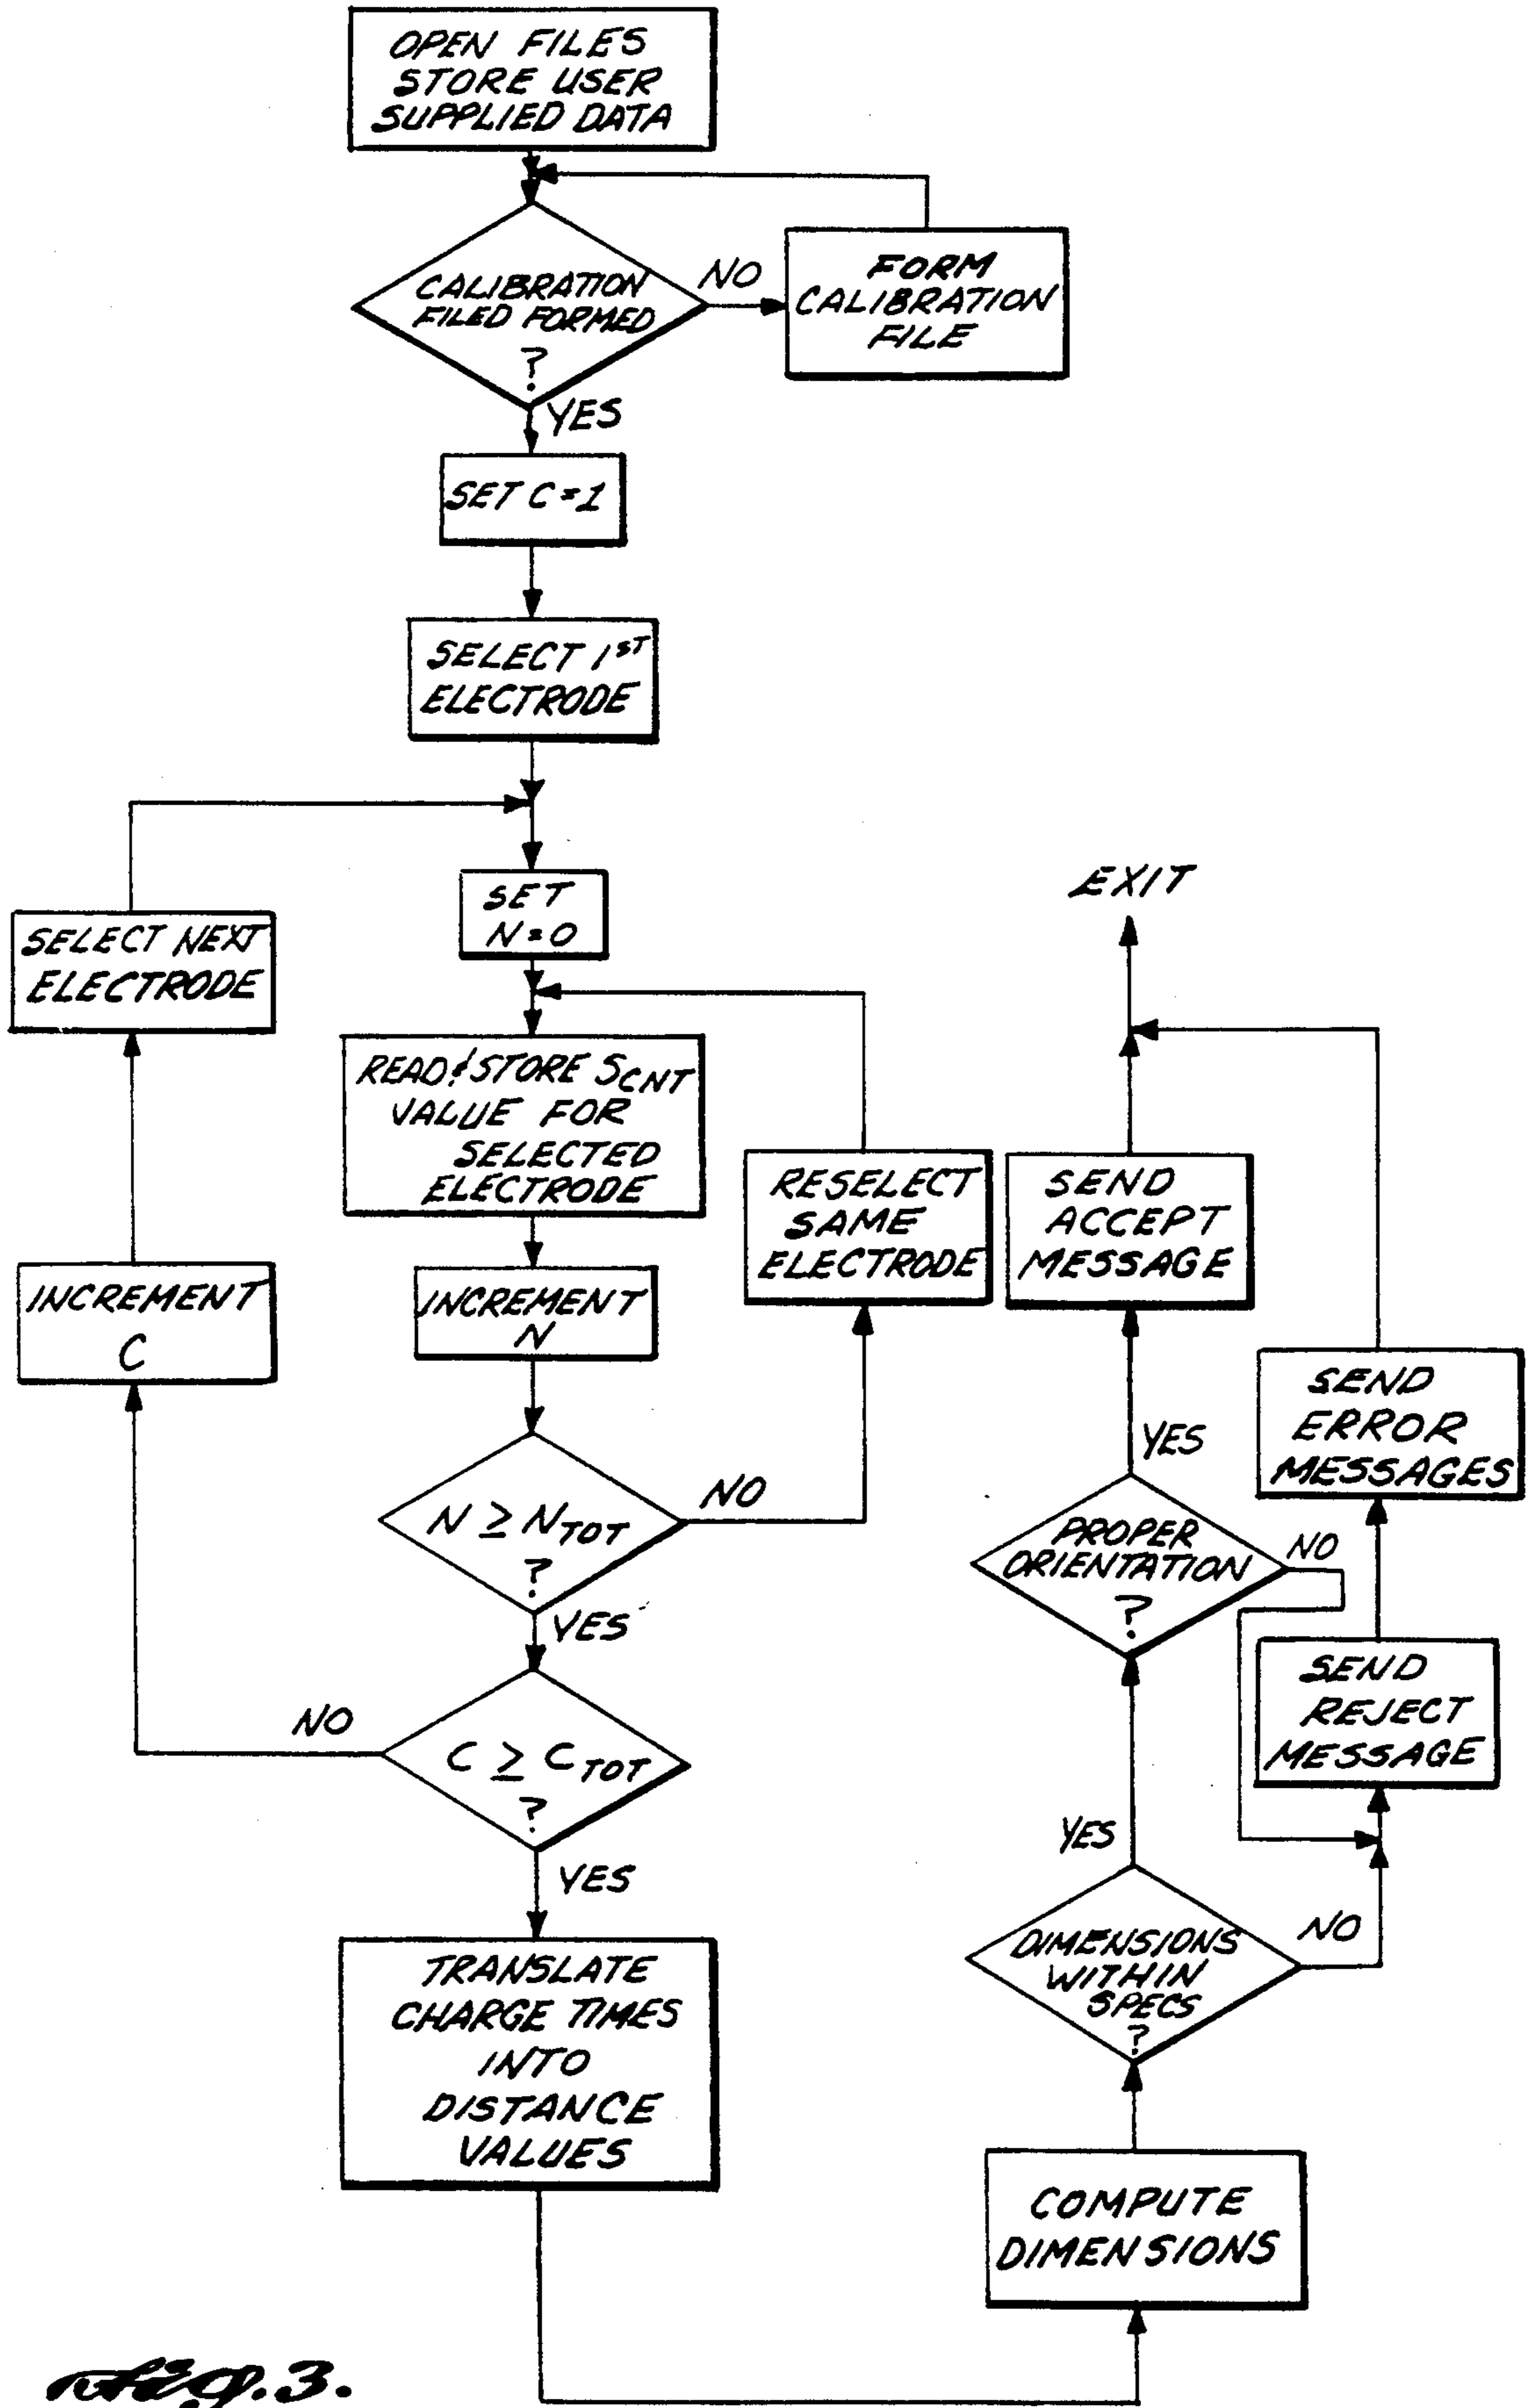 OPEN FILES
STORE USER
SUPPLIED DATA
CALIBRATION
FILED FORMED
?
NO
FORM
CALIBRATION
FILE
YES
SET C=1
SELECT 1ST
ELECTRODE
SET
N=0
SELECT NEXT
ELECTRODE
READ & STORE SCNT
VALUE FOR
SELECTED
ELECTRODE
RESELECT
SAME
ELECTRODE
INCREMENT
C
INCREMENT
N
N ≥ NTOT
?
NO
YES
C ≥ CTOT
?
NO
YES
TRANSLATE
CHARGE TIMES
INTO
DISTANCE
VALUES
EXIT
SEND
ACCEPT
MESSAGE
SEND
ERROR
MESSAGES
YES
PROPER
ORIENTATION
?
NO
SEND
REJECT
MESSAGE
YES
DIMENSIONS
WITHIN
SPECS
?
NO
COMPUTE
DIMENSIONS
Fig. 3.